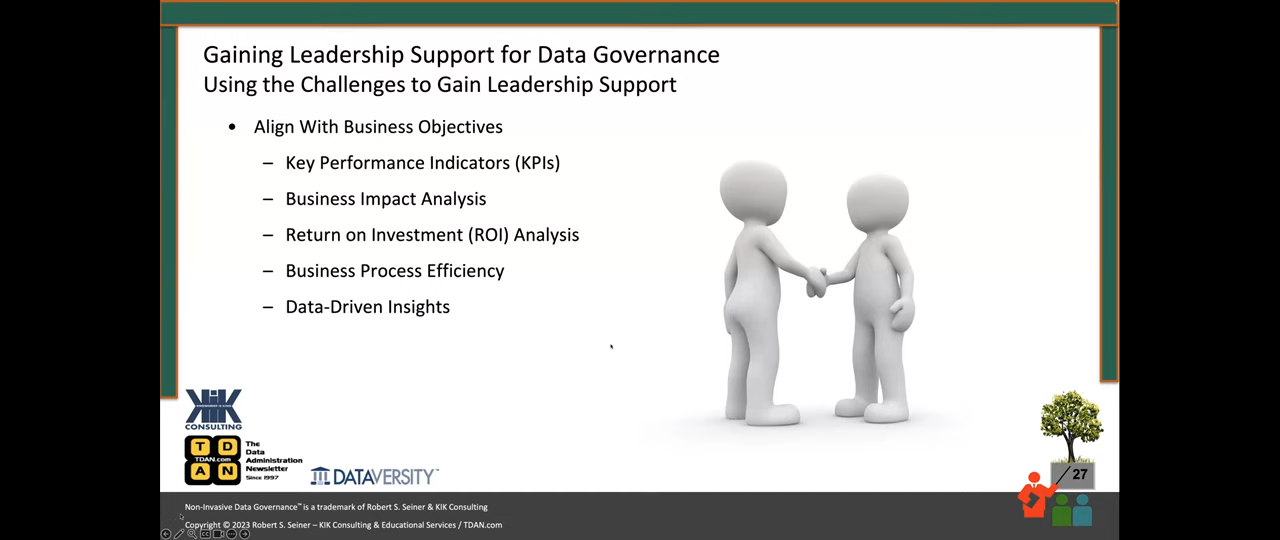 Gaining Leadership Support for Data Governance
Using the Challenges to Gain Leadership Support
• Align With Business Objectives
– Key Performance Indicators (KPIs)
– Business Impact Analysis
– Return on Investment (ROI) Analysis
– Business Process Efficiency
– Data-Driven Insights
KIK
CONSULTING
T D
TDAN.com
A N
The
Data
Administration
Newsletter
Since 1997
DATAVERSITY™
27
Non-Invasive Data Governance™ is a trademark of Robert S. Seiner & KIK Consulting
Copyright © 2023 Robert S. Seiner – KIK Consulting & Educational Services / TDAN.com